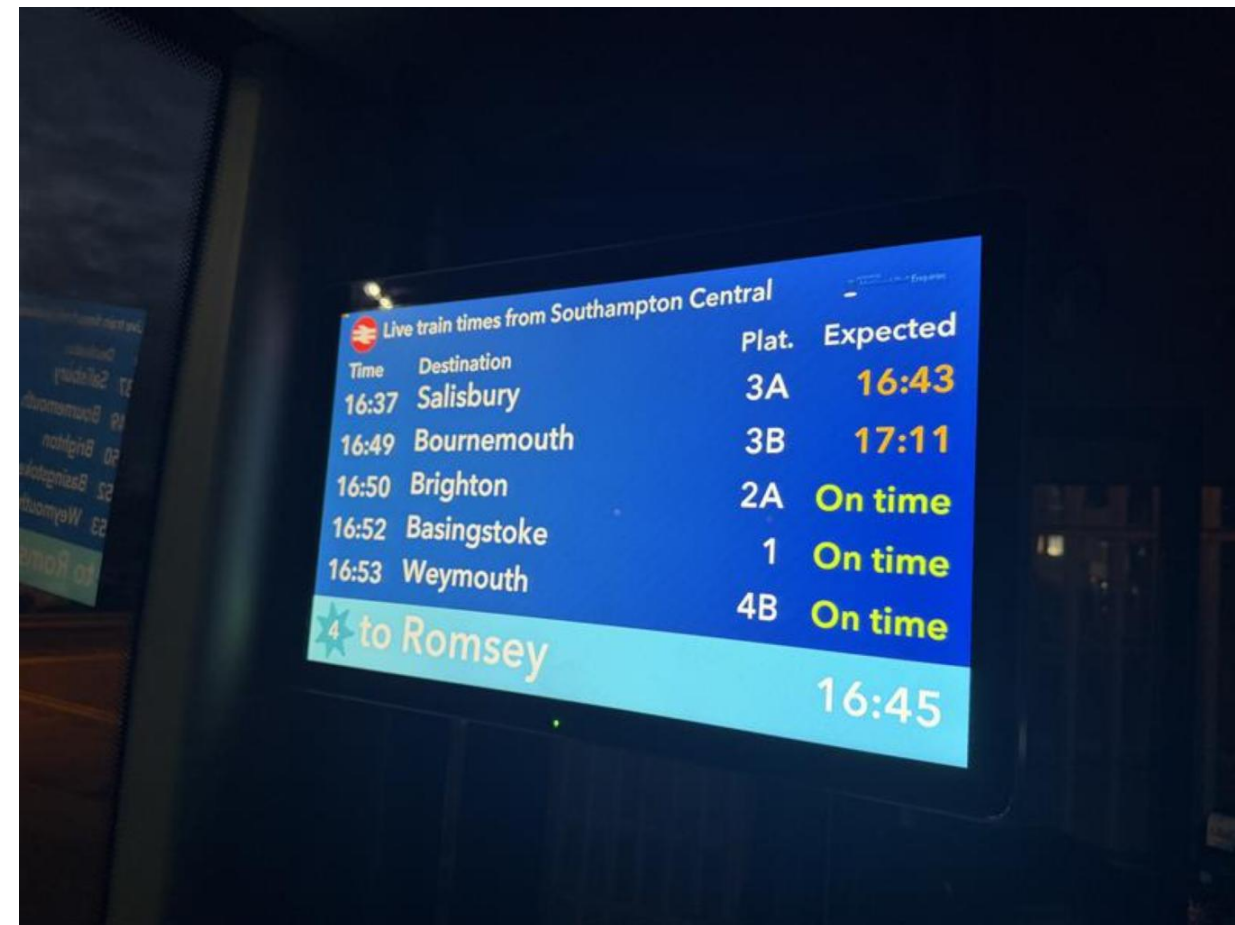 Live train times from Southampton Central
Time Destination Plat. Expected
16:37 Salisbury 3A 16:43
16:49 Bournemouth 3B 17:11
16:50 Brighton 2A On time
16:52 Basingstoke 1 On time
16:53 Weymouth 4B On time
4 to Romsey 16:45